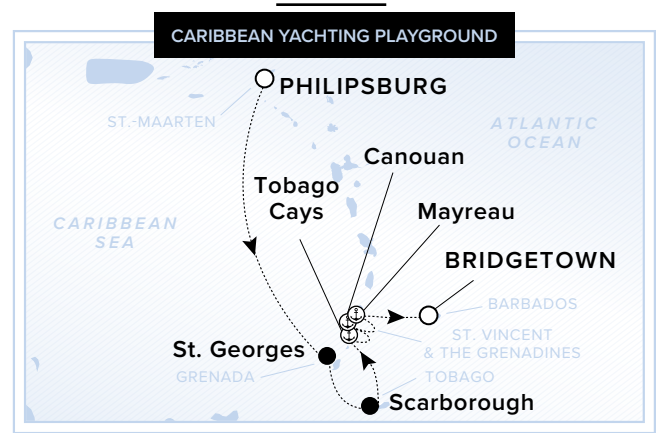 CARIBBEAN YACHTING PLAYGROUND
PHILIPSBURG
ST.-MAARTEN
ATLANTIC
OCEAN
Canouan
Tobago
Cays
Mayreau
CARIBBEAN
SEA
BRIDGETOWN
BARBADOS
ST. VINCENT
& THE GRENADINES
St. Georges
GRENADA
TOBAGO
Scarborough